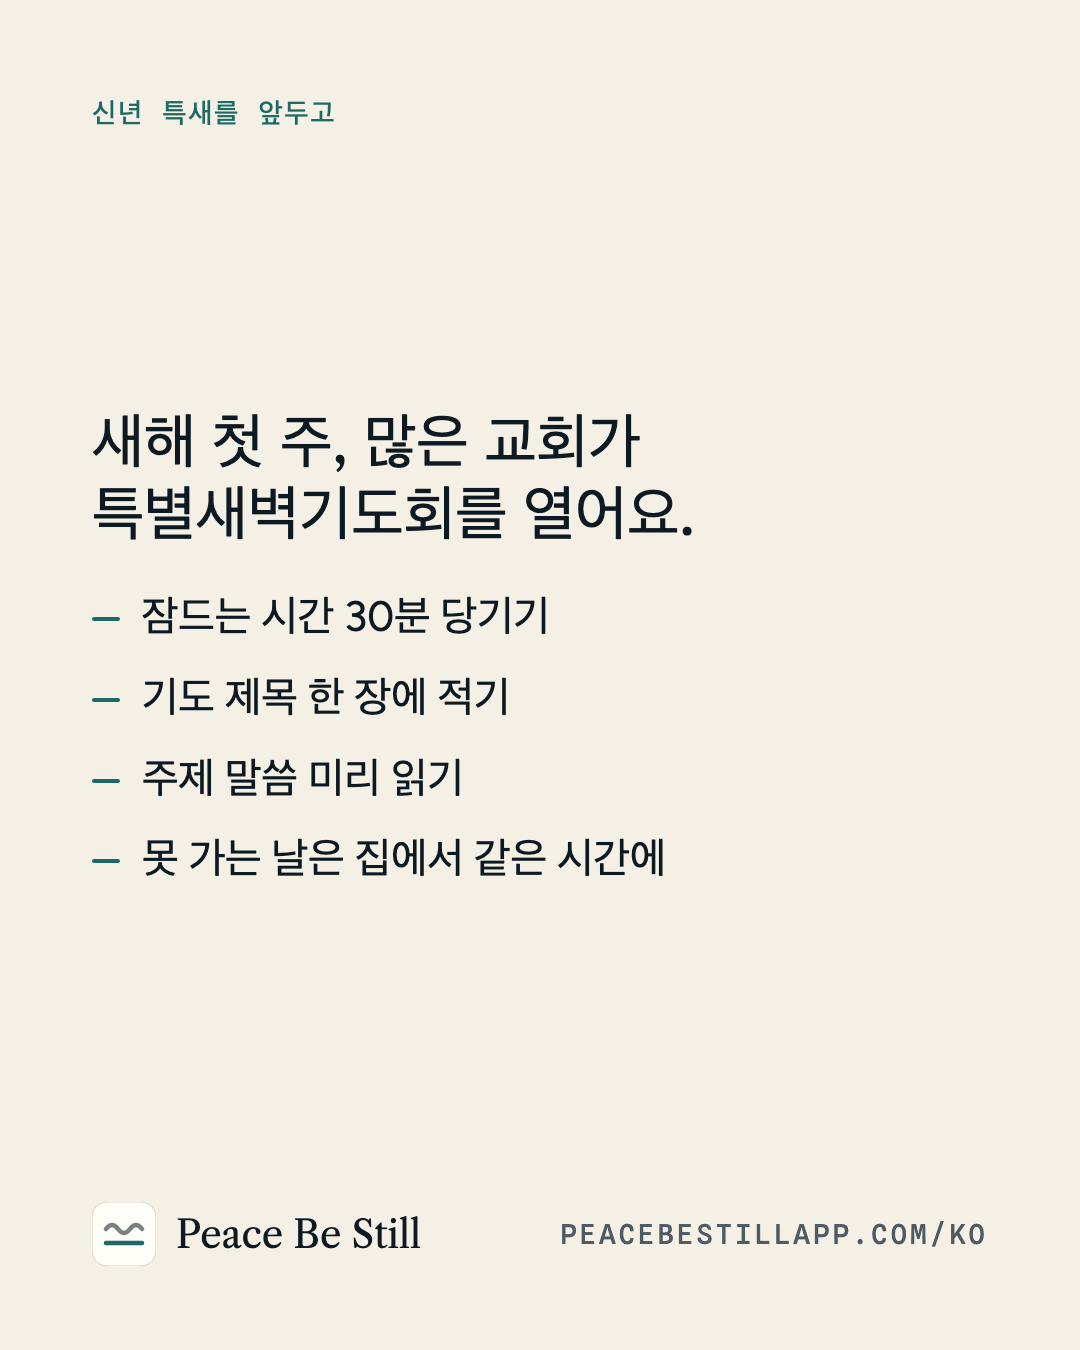 신년 특새를 앞두고
새해 첫 주, 많은 교회가
특별새벽기도회를 열어요.
— 잠드는 시간 30분 당기기
— 기도 제목 한 장에 적기
— 주제 말씀 미리 읽기
— 못 가는 날은 집에서 같은 시간에
Peace Be Still
PEACEBESTILLAPP.COM/KO